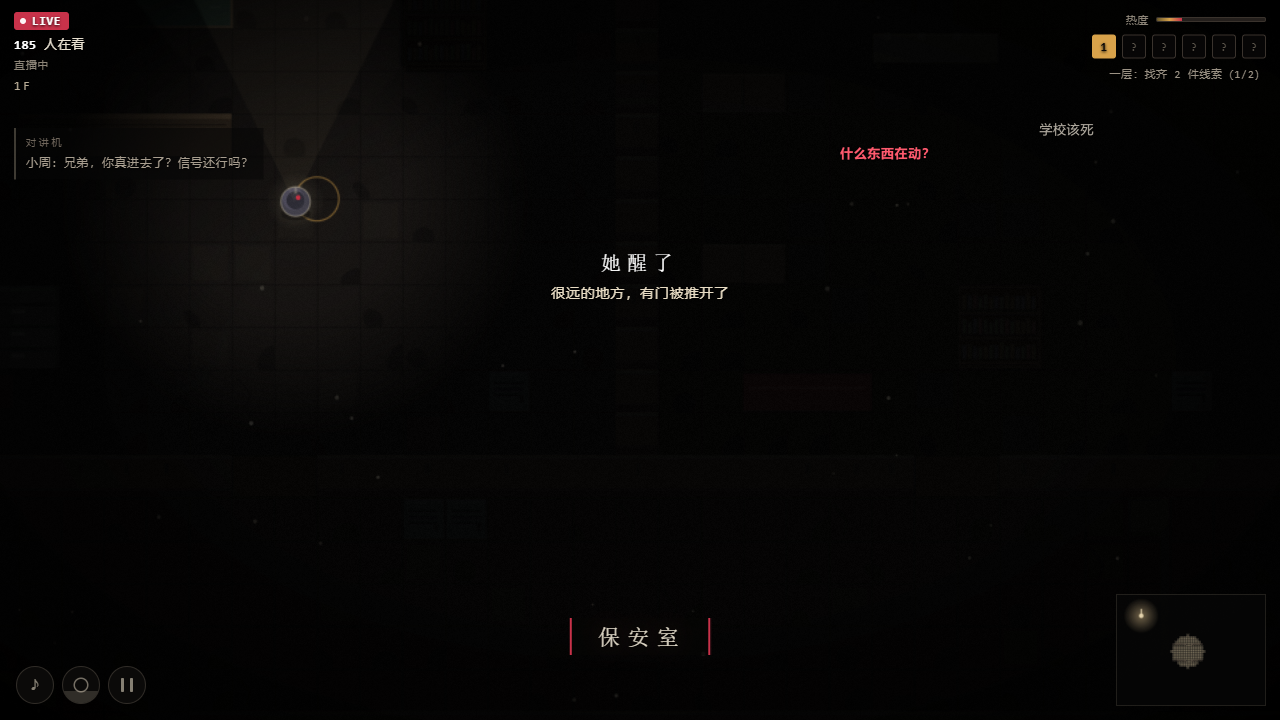 LIVE
185 人在看
直播中
1F
热度
1 ? ? ? ? ?
一层: 找齐 2 件线索 (1/2)
对讲机
小周: 兄弟, 你真进去了? 信号还行吗?
学校该死
什么东西在动?
她醒了
很远的地方, 有门被推开了
保安室